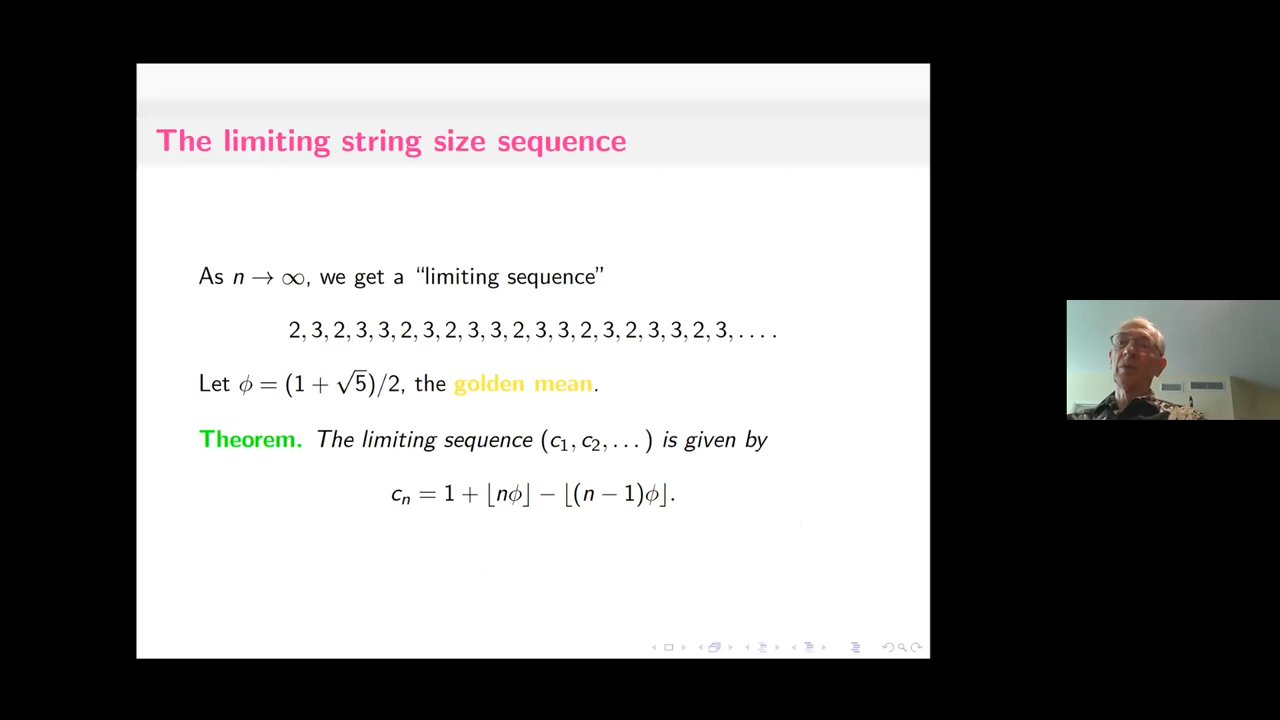 The limiting string size sequence
As n → ∞, we get a “limiting sequence”
2, 3, 2, 3, 3, 2, 3, 2, 3, 3, 2, 3, 3, 2, 3, 2, 3, 3, 2, 3, . . . .
Let ϕ = (1 + √5)/2, the golden mean.
Theorem. The limiting sequence (c₁, c₂, . . . ) is given by
cₙ = 1 + ⌊nϕ⌋ − ⌊(n − 1)ϕ⌋.